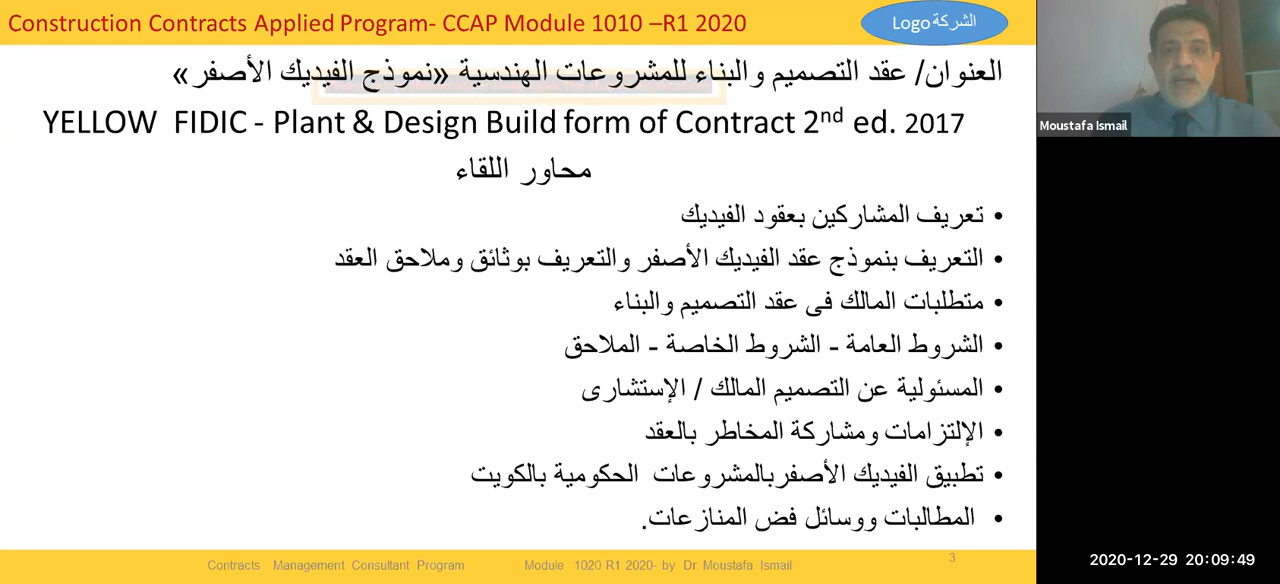 Construction Contracts Applied Program- CCAP Module 1010 –R1 2020
Logo الشركة
العنوان/ عقد التصميم والبناء للمشروعات الهندسية «نموذج الفيديك الأصفر»
YELLOW FIDIC - Plant & Design Build form of Contract 2nd ed. 2017
محاور اللقاء
• تعريف المشاركين بعقود الفيديك
• التعريف بنموذج عقد الفيديك الأصفر والتعريف بوثائق وملاحق العقد
• متطلبات المالك فى عقد التصميم والبناء
• الشروط العامة - الشروط الخاصة - الملاحق
• المسئولية عن التصميم المالك / الإستشارى
• الإلتزامات ومشاركة المخاطر بالعقد
• تطبيق الفيديك الأصفربالمشروعات الحكومية بالكويت
• المطالبات ووسائل فض المنازعات.
Contracts Management Consultant Program
Module 1020 R1 2020- by Dr Moustafa Ismail
3
Moustafa Ismail
2020-12-29 20:09:49